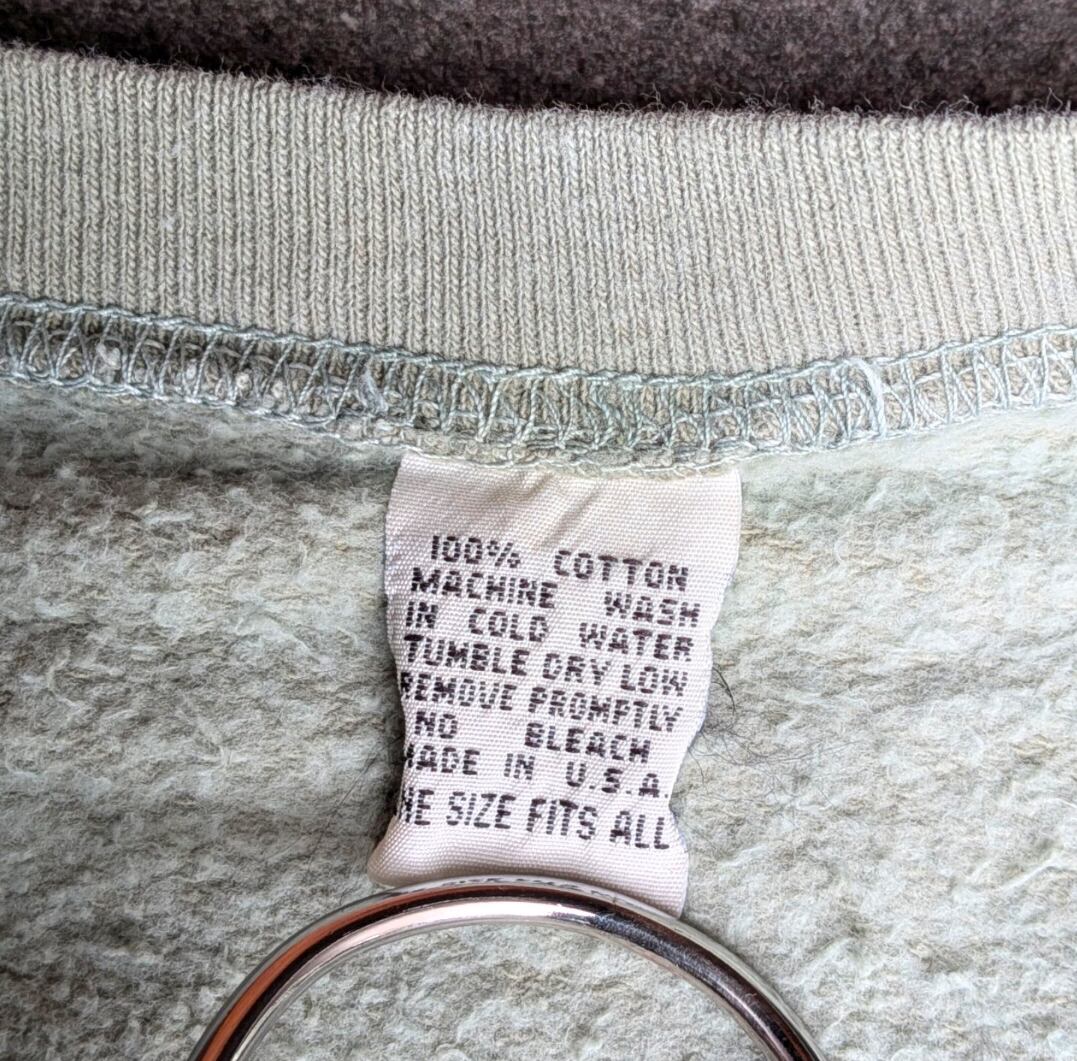 100% COTTON
MACHINE WASH
IN COLD WATER
TUMBLE DRY LOW
REMOVE PROMPTLY
NO BLEACH
MADE IN U.S.A.
ONE SIZE FITS ALL